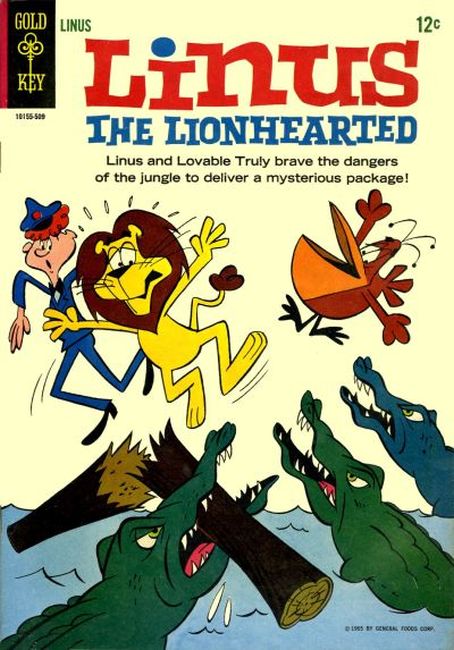 GOLD
KEY
LINUS
12¢
10155-509
LINUS
THE LIONHEARTED
Linus and Lovable Truly brave the dangers
of the jungle to deliver a mysterious package!
© 1965 BY GENERAL FOODS CORP.